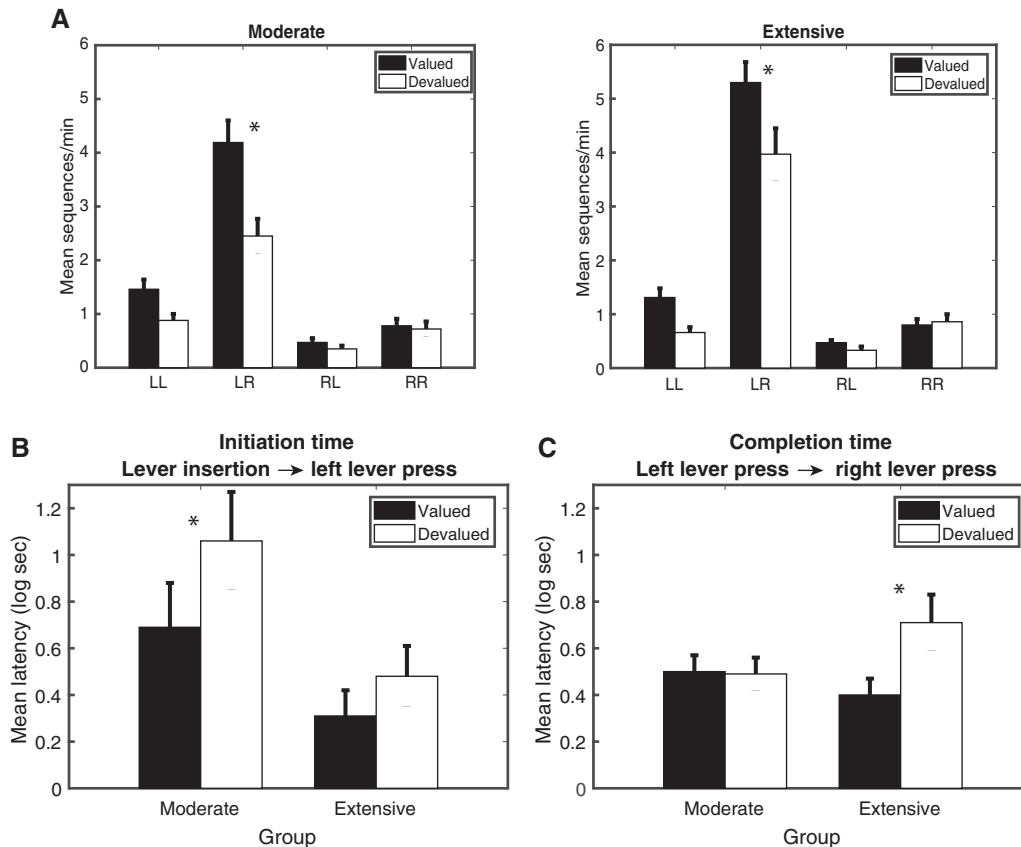 A
Moderate
Mean sequences/min
6
5
4
3
2
1
0
Valued
Devalued
*
LL LR RL RR
Extensive
Mean sequences/min
6
5
4
3
2
1
0
Valued
Devalued
*
LL LR RL RR
B
Initiation time
Lever insertion → left lever press
Mean latency (log sec)
1.2
1
0.8
0.6
0.4
0.2
0
Valued
Devalued
*
Moderate Extensive
Group
C
Completion time
Left lever press → right lever press
Mean latency (log sec)
1.2
1
0.8
0.6
0.4
0.2
0
Valued
Devalued
*
Moderate Extensive
Group